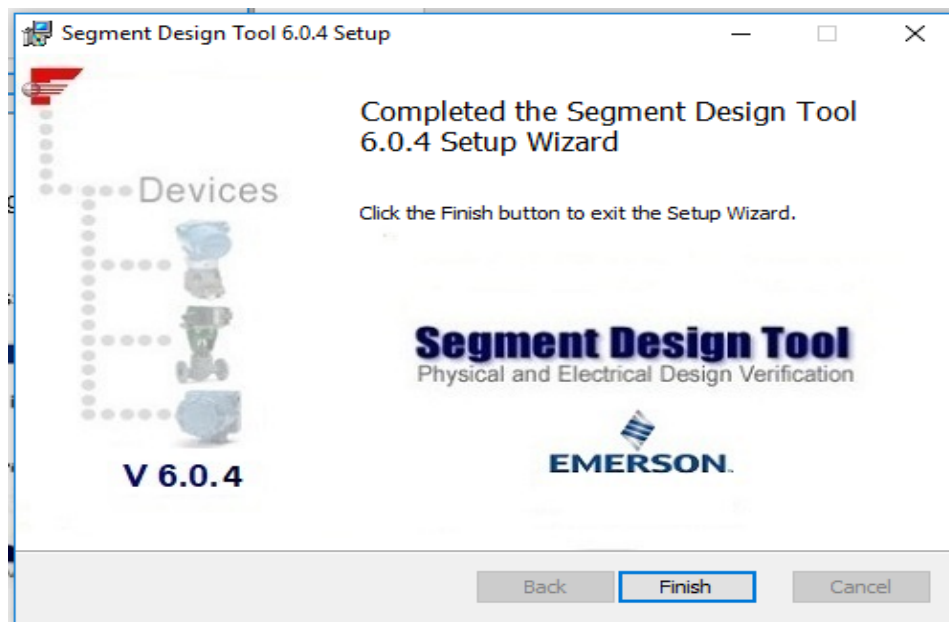 Segment Design Tool 6.0.4 Setup
Completed the Segment Design Tool
6.0.4 Setup Wizard
Devices
Click the Finish button to exit the Setup Wizard.
Segment Design Tool
Physical and Electrical Design Verification
EMERSON.
V 6.0.4
Back
Finish
Cancel